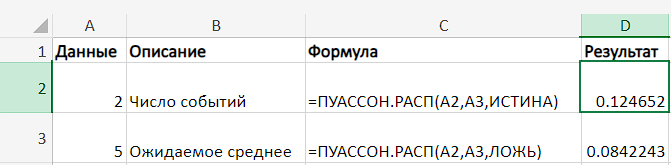 A B C D
1 Данные Описание Формула Результат
2 2 Число событий =ПУАССОН.РАСП(A2,A3,ИСТИНА) 0.124652
3 5 Ожидаемое среднее =ПУАССОН.РАСП(A2,A3,ЛОЖЬ) 0.0842243